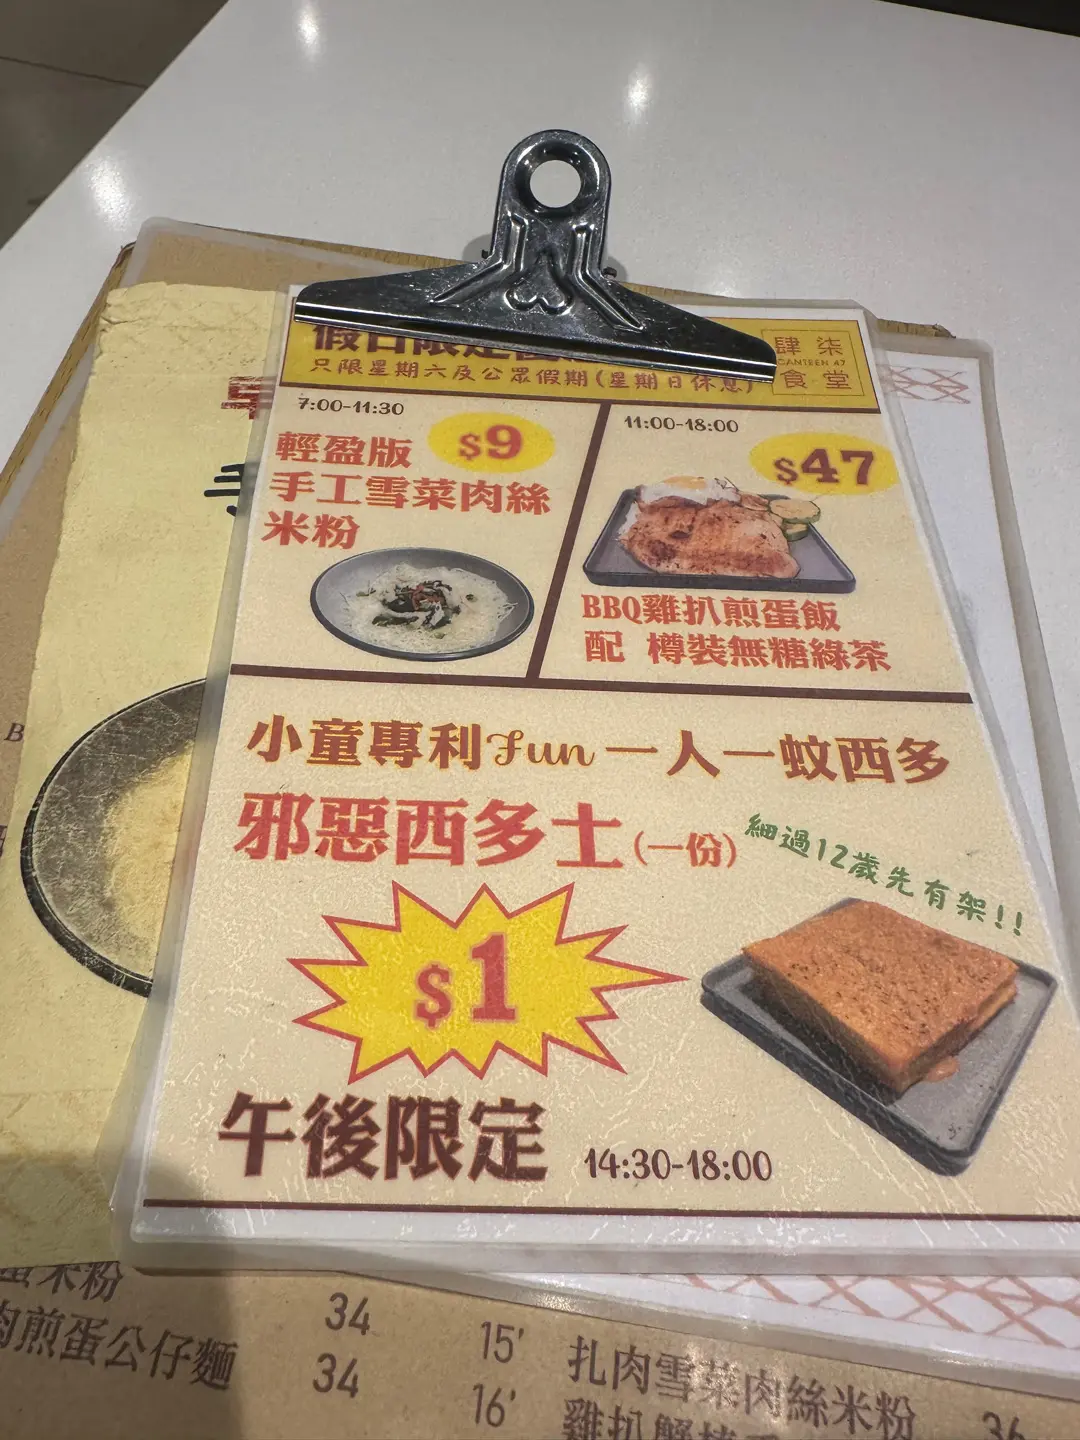 假日限定
只限星期六及公眾假期(星期日休息)
肆柒
CANTEEN 47
食堂
7:00-11:30
輕盈版
$9
手工雪菜肉絲
米粉
11:00-18:00
$47
BBQ雞扒煎蛋飯
配 樽裝無糖綠茶
小童專利Fun一人一蚊西多
邪惡西多士(一份)
細過12歲先有架!!
$1
午後限定 14:30-18:00
米粉 34
肉煎蛋公仔麵 34
15' 扎肉雪菜肉絲米粉 36
16' 雞扒